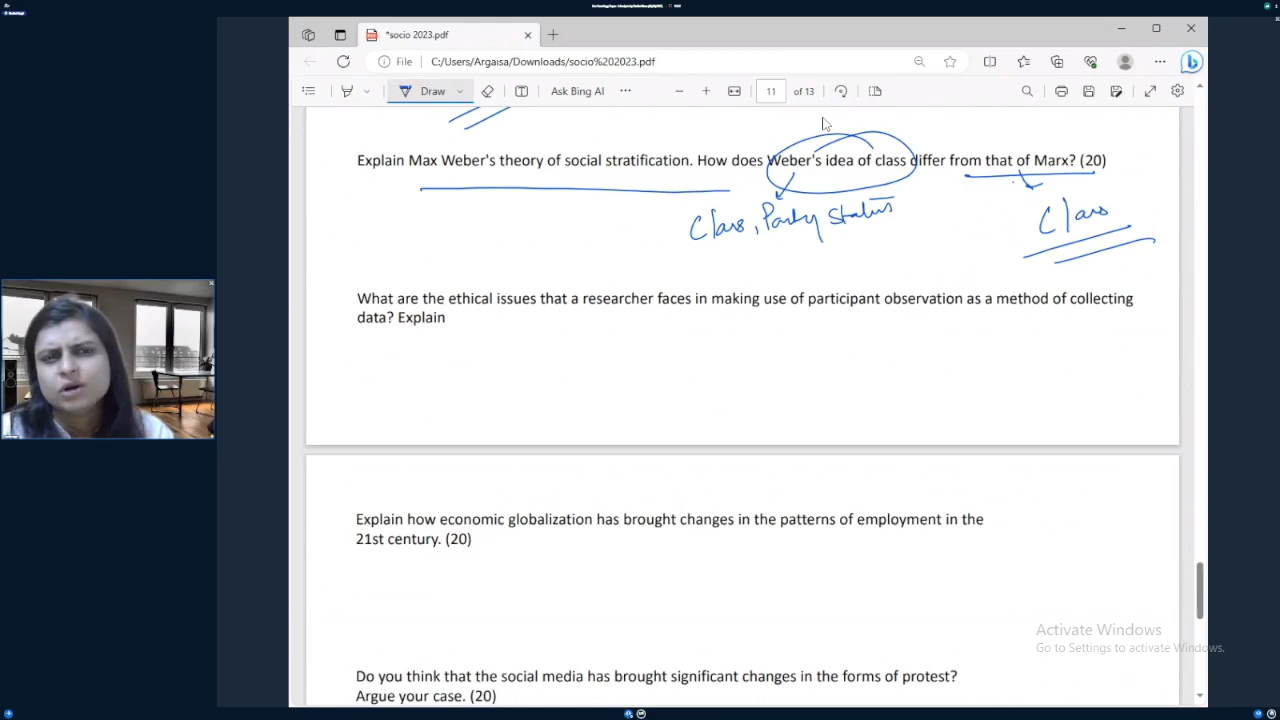 *socio 2023.pdf
File C:/Users/Argaisa/Downloads/socio%202023.pdf
Draw Ask Bing AI 11 of 13
Explain Max Weber's theory of social stratification. How does Weber's idea of class differ from that of Marx? (20)
Class, Party Status
Class
What are the ethical issues that a researcher faces in making use of participant observation as a method of collecting
data? Explain
Explain how economic globalization has brought changes in the patterns of employment in the
21st century. (20)
Activate Windows
Go to Settings to activate Windows.
Do you think that the social media has brought significant changes in the forms of protest?
Argue your case. (20)